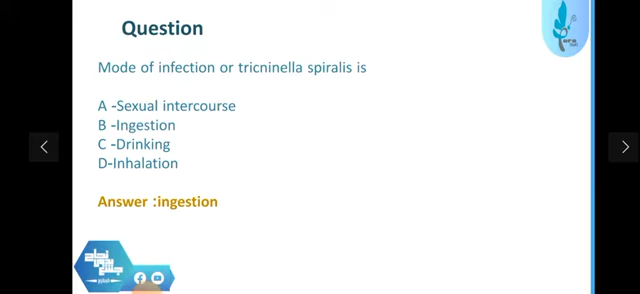 Question
Mode of infection or tricninella spiralis is
A -Sexual intercourse
B -Ingestion
C -Drinking
D-Inhalation
Answer :ingestion